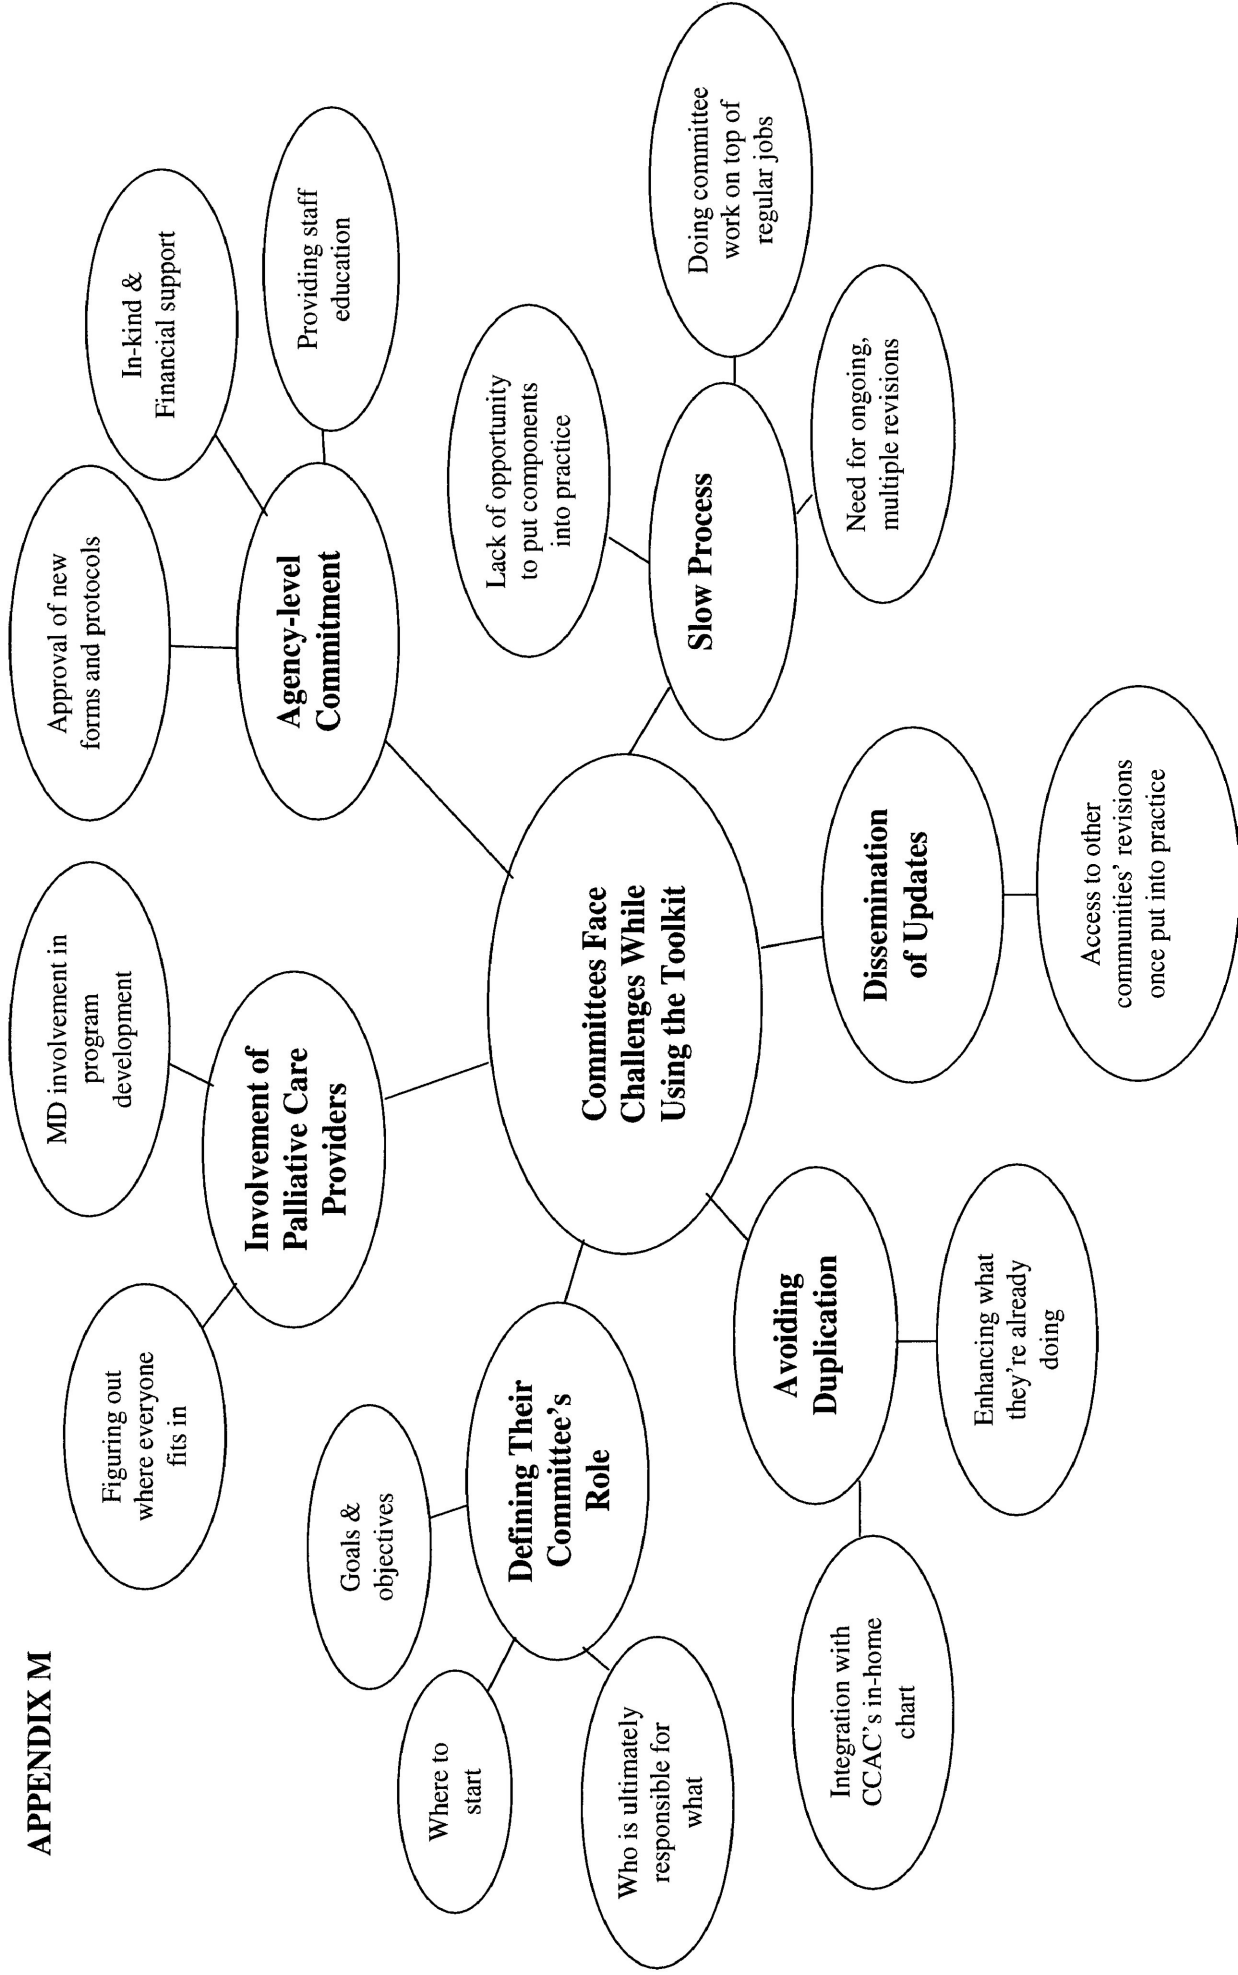 APPENDIX M
Figuring out
where everyone
fits in
MD involvement in
program
development
Approval of new
forms and protocols
In-kind &
Financial support
Involvement of
Palliative Care
Providers
Agency-level
Commitment
Providing staff
education
Goals &
objectives
Where to
start
Defining Their
Committee's
Role
Who is ultimately
responsible for
what
Committees Face
Challenges While
Using the Toolkit
Lack of opportunity
to put components
into practice
Slow Process
Doing committee
work on top of
regular jobs
Need for ongoing,
multiple revisions
Avoiding
Duplication
Integration with
CCAC's in-home
chart
Enhancing what
they're already
doing
Dissemination
of Updates
Access to other
communities' revisions
once put into practice